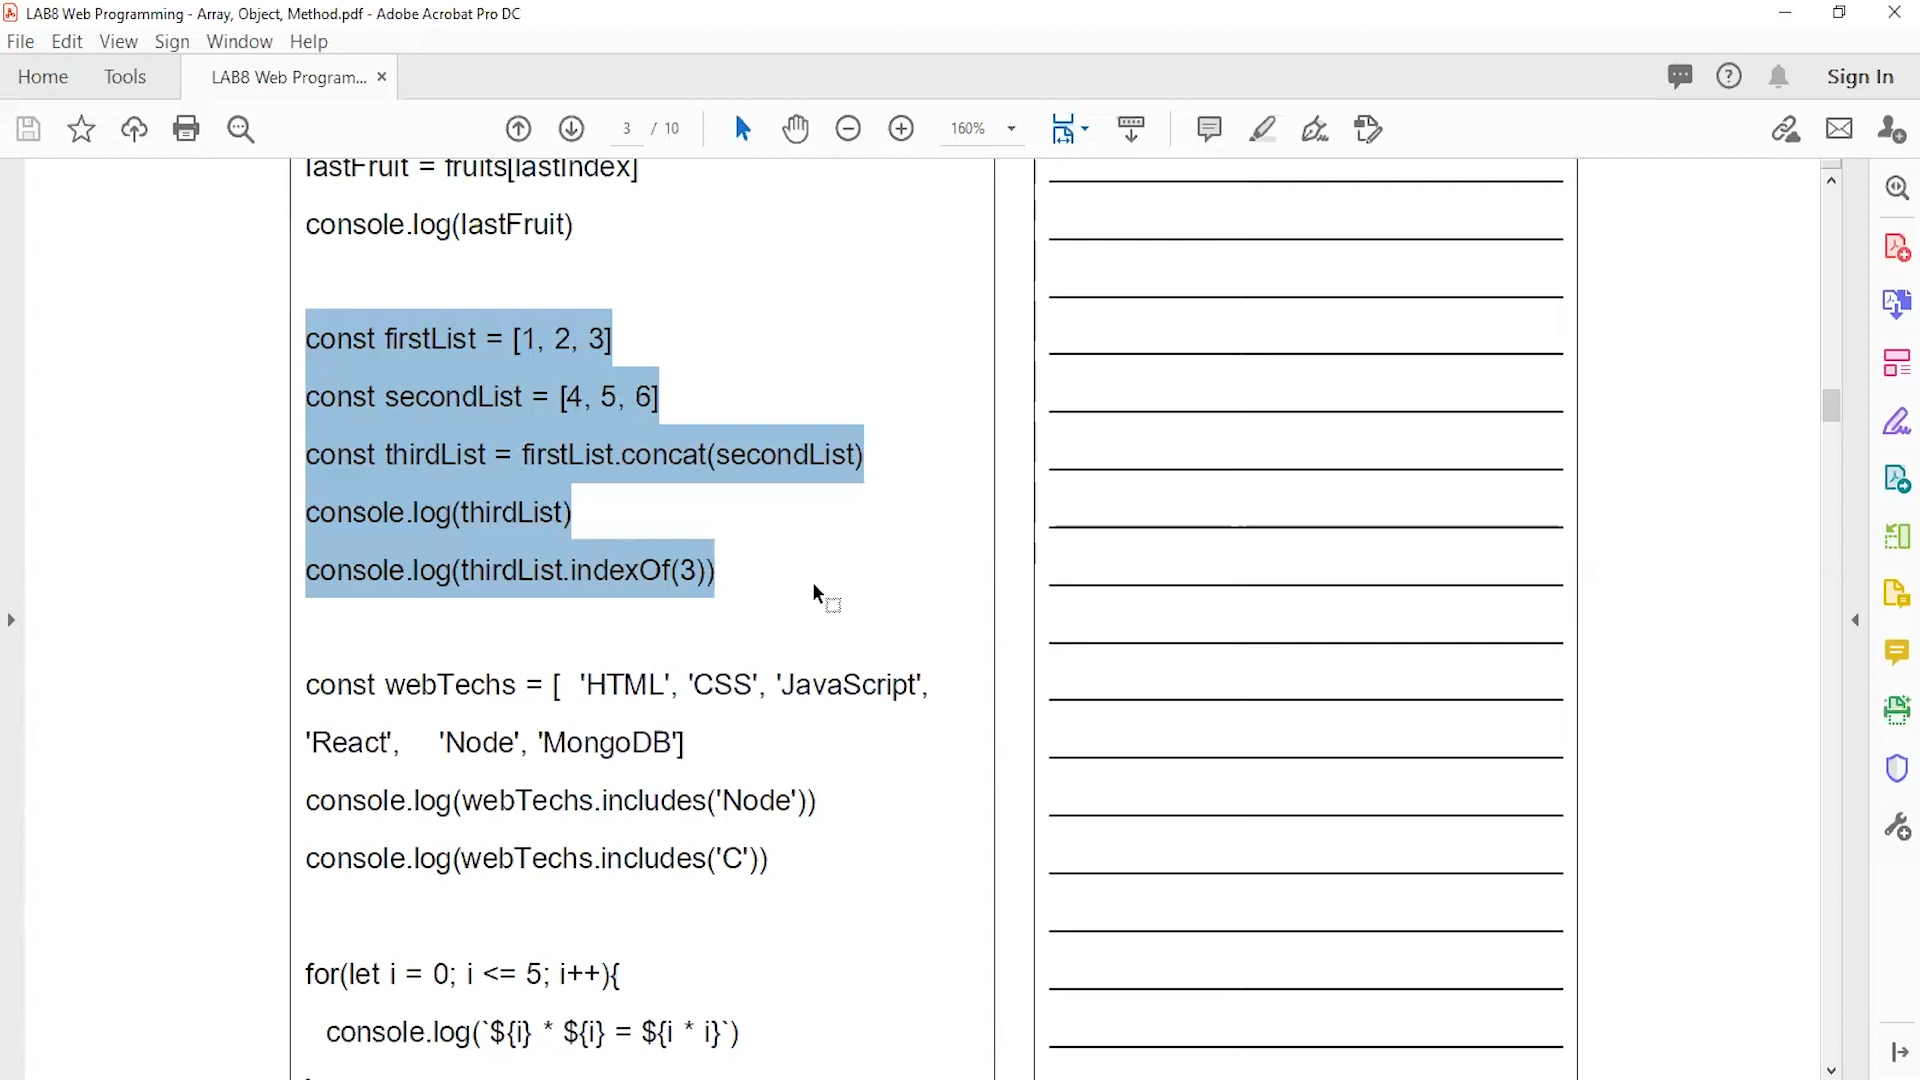 LAB8 Web Programming - Array, Object, Method.pdf - Adobe Acrobat Pro DC
File Edit View Sign Window Help
Home Tools LAB8 Web Program... × Sign In
3 / 10 160%
lastFruit = fruits[lastIndex]
console.log(lastFruit)
const firstList = [1, 2, 3]
const secondList = [4, 5, 6]
const thirdList = firstList.concat(secondList)
console.log(thirdList)
console.log(thirdList.indexOf(3))
const webTechs = [ 'HTML', 'CSS', 'JavaScript',
'React', 'Node', 'MongoDB']
console.log(webTechs.includes('Node'))
console.log(webTechs.includes('C'))
for(let i = 0; i <= 5; i++){
console.log(`${i} * ${i} = ${i * i}`)